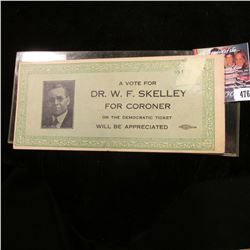 A VOTE FOR
DR. W. F. SKELLEY
FOR CORONER
ON THE DEMOCRATIC TICKET
WILL BE APPRECIATED
476